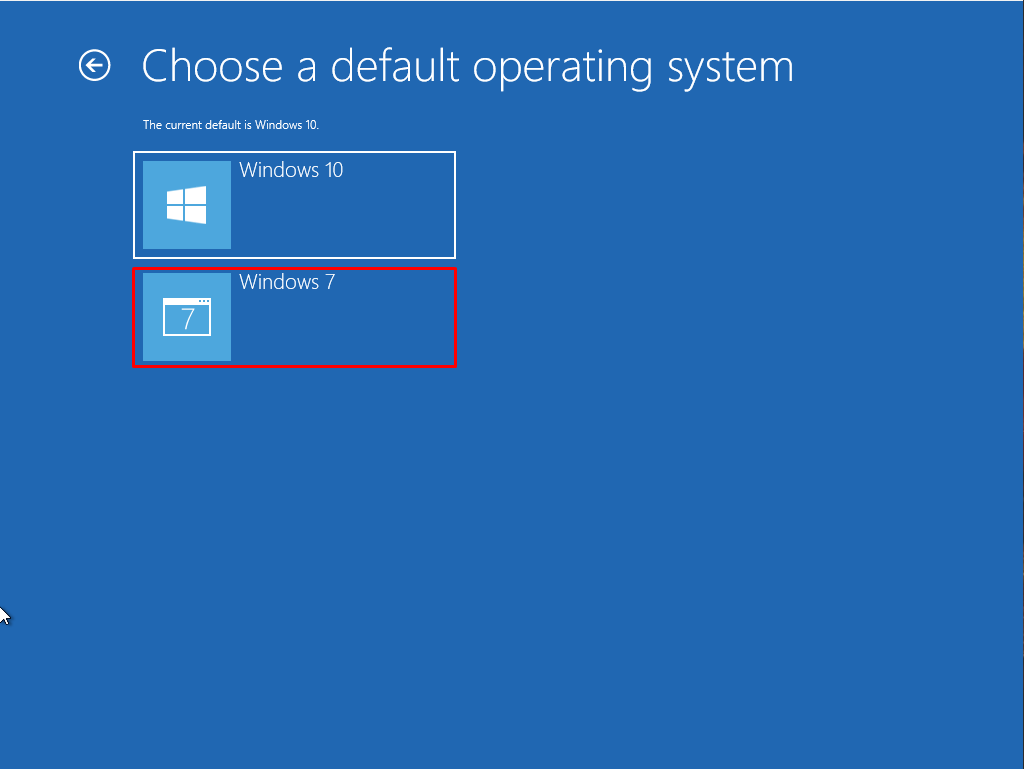 Choose a default operating system
The current default is Windows 10.
Windows 10
Windows 7
7